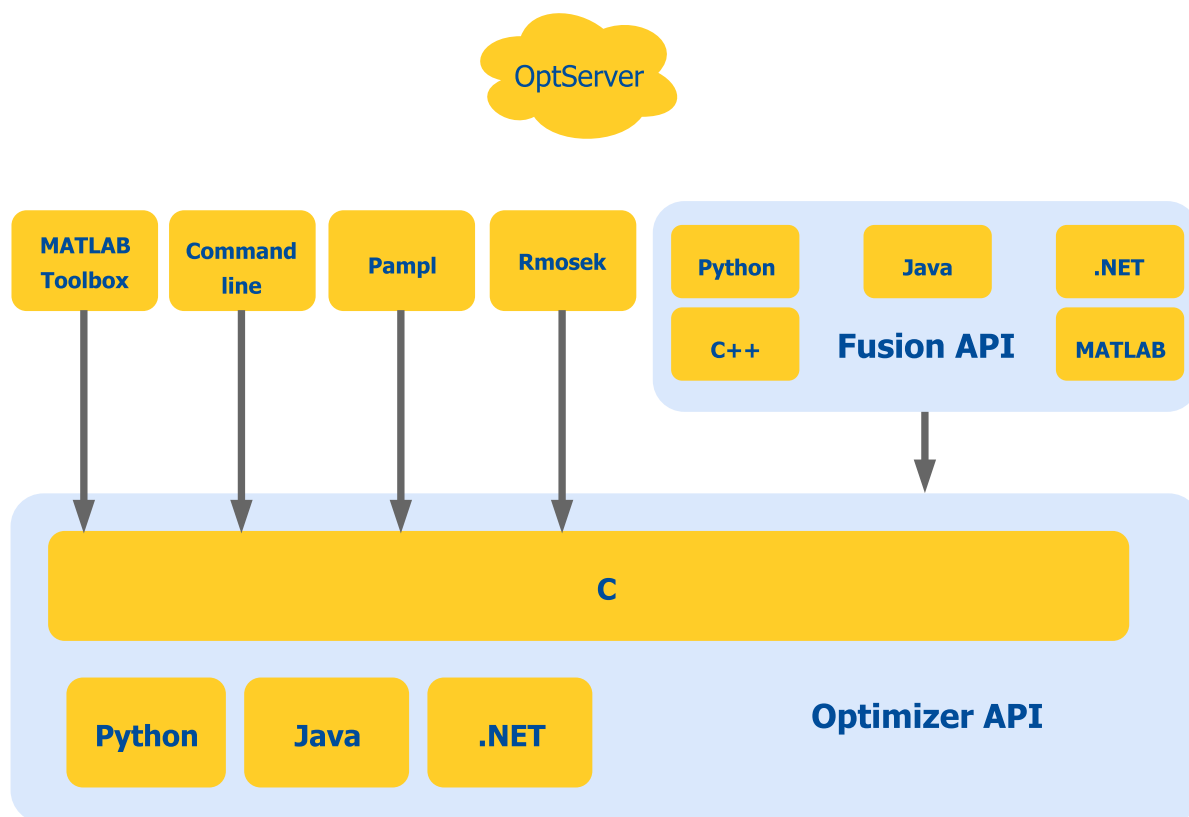 OptServer
MATLAB
Toolbox
Command
line
Pampl
Rmosek
Python
Java
.NET
C++
Fusion API
MATLAB
C
Python
Java
.NET
Optimizer API